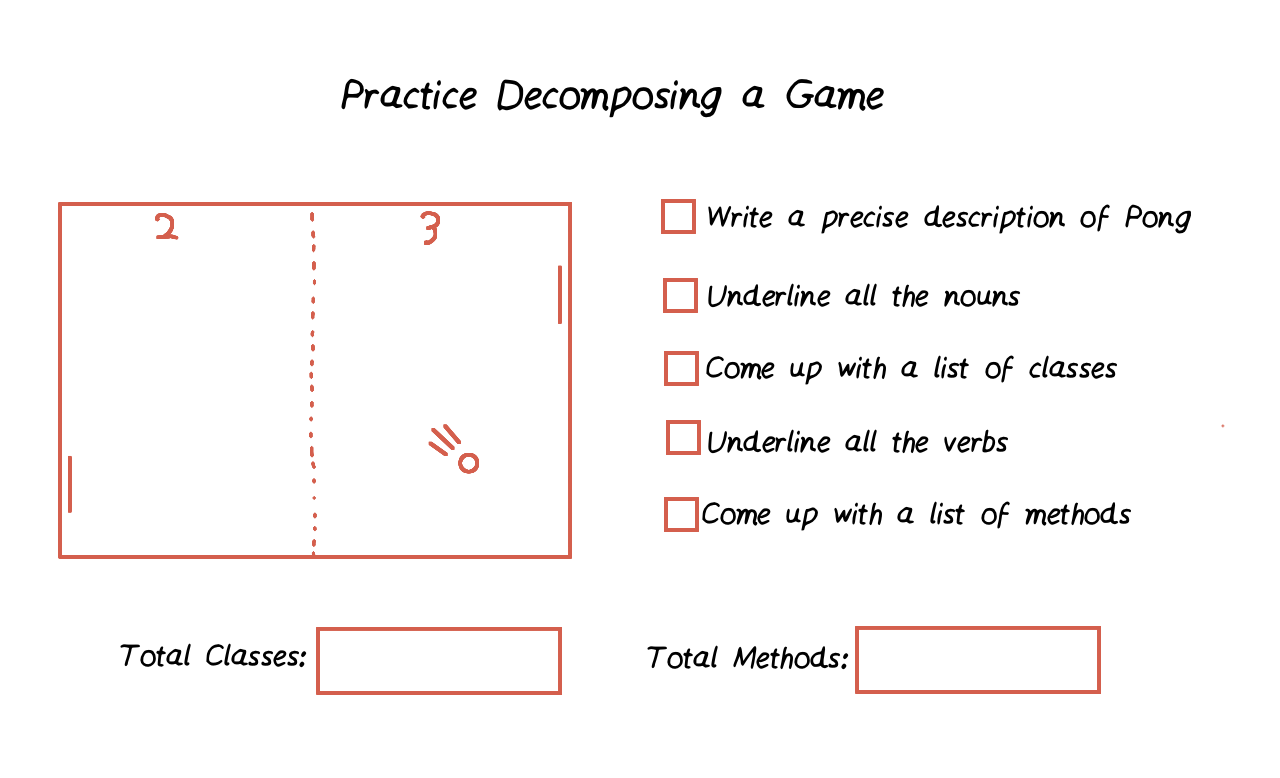 Practice Decomposing a Game
2 3
Write a precise description of Pong
Underline all the nouns
Come up with a list of classes
Underline all the verbs
Come up with a list of methods
Total Classes:
Total Methods: